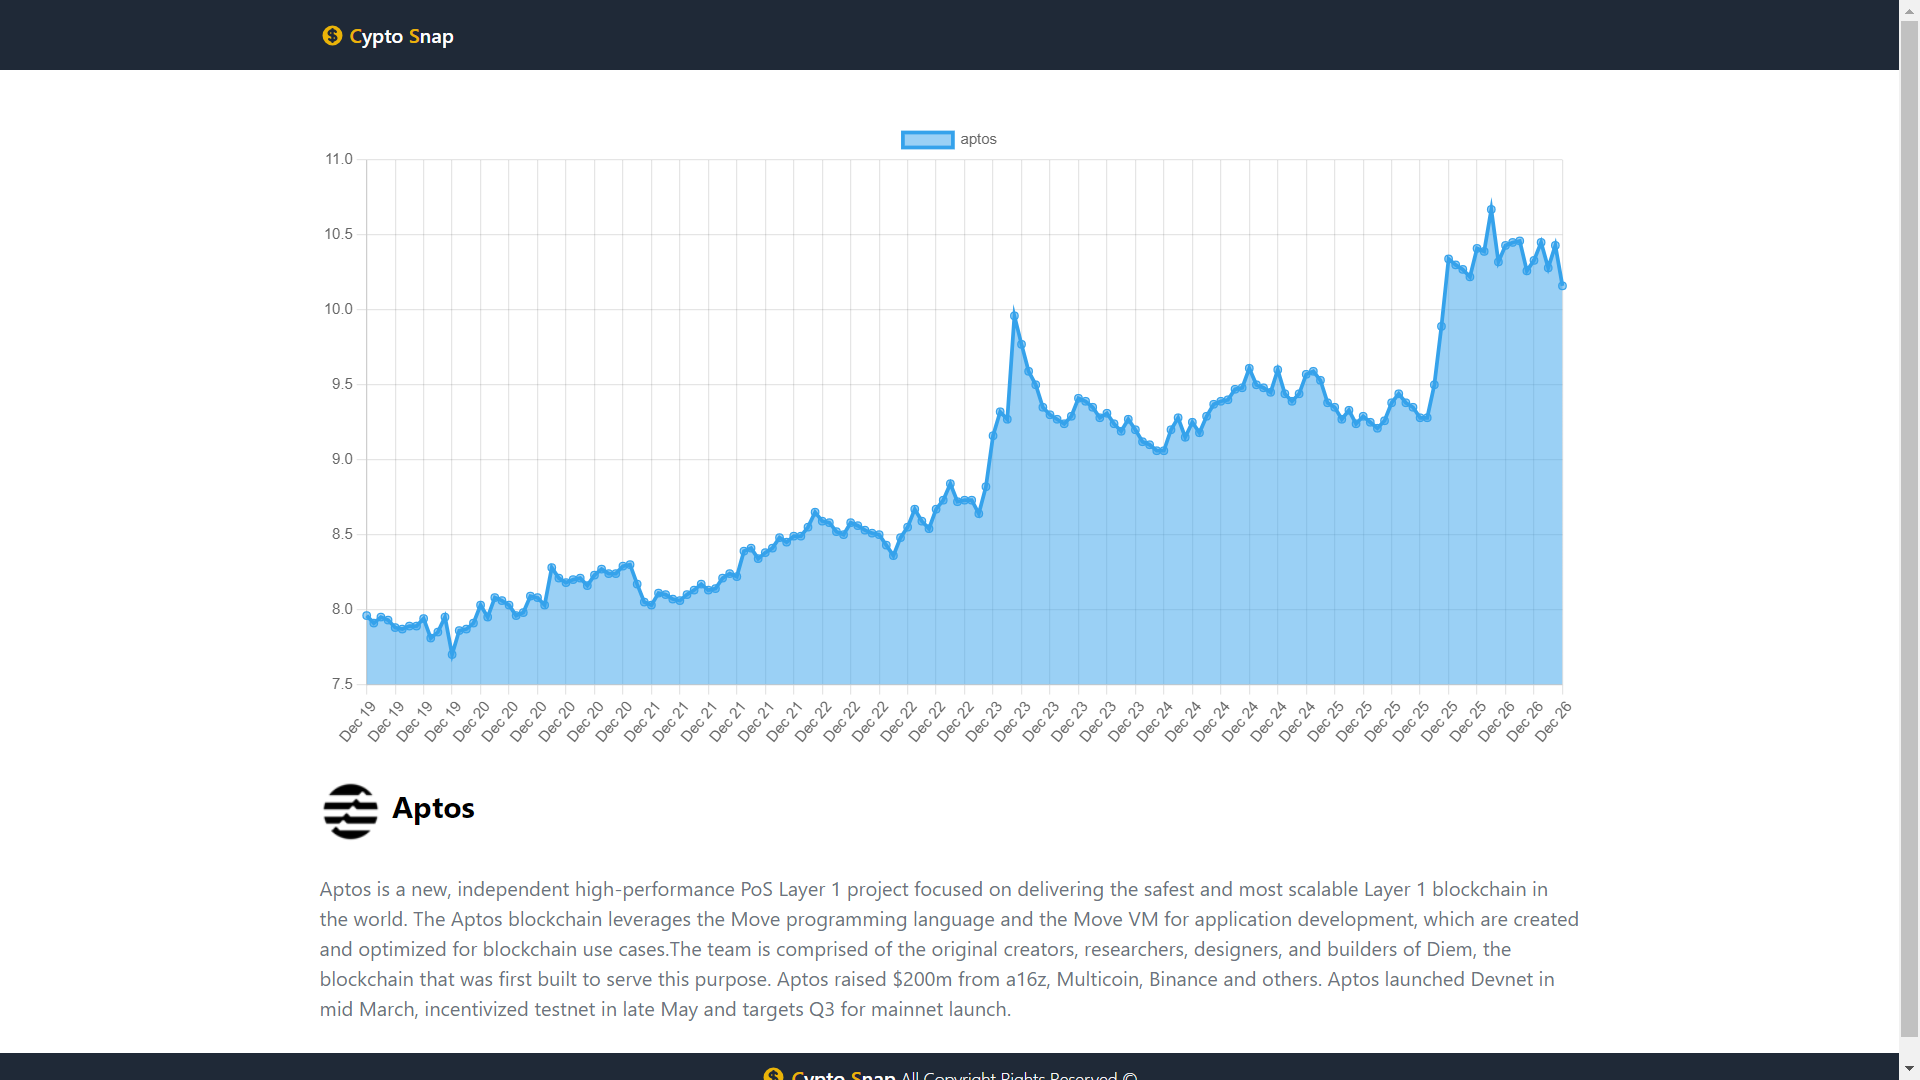 Cypto Snap
aptos
11.0
10.5
10.0
9.5
9.0
8.5
8.0
7.5
Dec 19 Dec 19 Dec 19 Dec 19 Dec 20 Dec 20 Dec 20 Dec 20 Dec 20 Dec 20 Dec 21 Dec 21 Dec 21 Dec 21 Dec 21 Dec 21 Dec 22 Dec 22 Dec 22 Dec 22 Dec 22 Dec 22 Dec 23 Dec 23 Dec 23 Dec 23 Dec 23 Dec 23 Dec 24 Dec 24 Dec 24 Dec 24 Dec 24 Dec 24 Dec 25 Dec 25 Dec 25 Dec 25 Dec 25 Dec 25 Dec 26 Dec 26 Dec 26
Aptos
Aptos is a new, independent high-performance PoS Layer 1 project focused on delivering the safest and most scalable Layer 1 blockchain in
the world. The Aptos blockchain leverages the Move programming language and the Move VM for application development, which are created
and optimized for blockchain use cases.The team is comprised of the original creators, researchers, designers, and builders of Diem, the
blockchain that was first built to serve this purpose. Aptos raised $200m from a16z, Multicoin, Binance and others. Aptos launched Devnet in
mid March, incentivized testnet in late May and targets Q3 for mainnet launch.
Cypto Snap All Copyright Rights Reserved ©